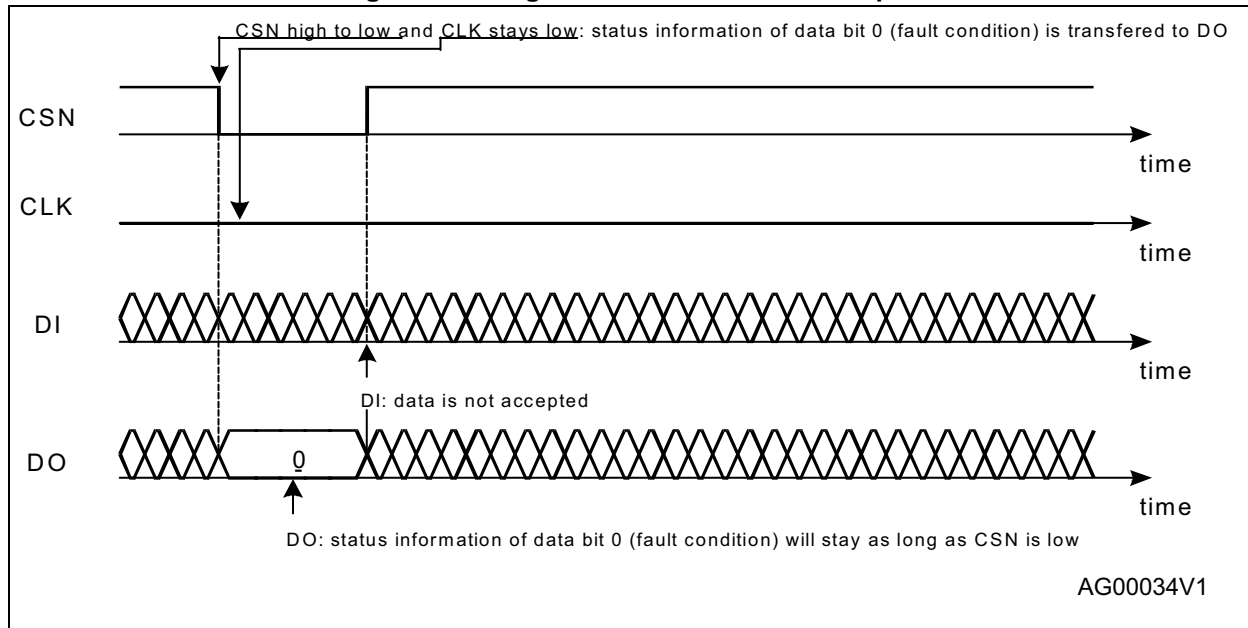 CSN high to low and CLK stays low: status information of data bit 0 (fault condition) is transfered to DO
CSN
time
CLK
time
DI
time
DI: data is not accepted
DO
0
time
DO: status information of data bit 0 (fault condition) will stay as long as CSN is low
AG00034V1